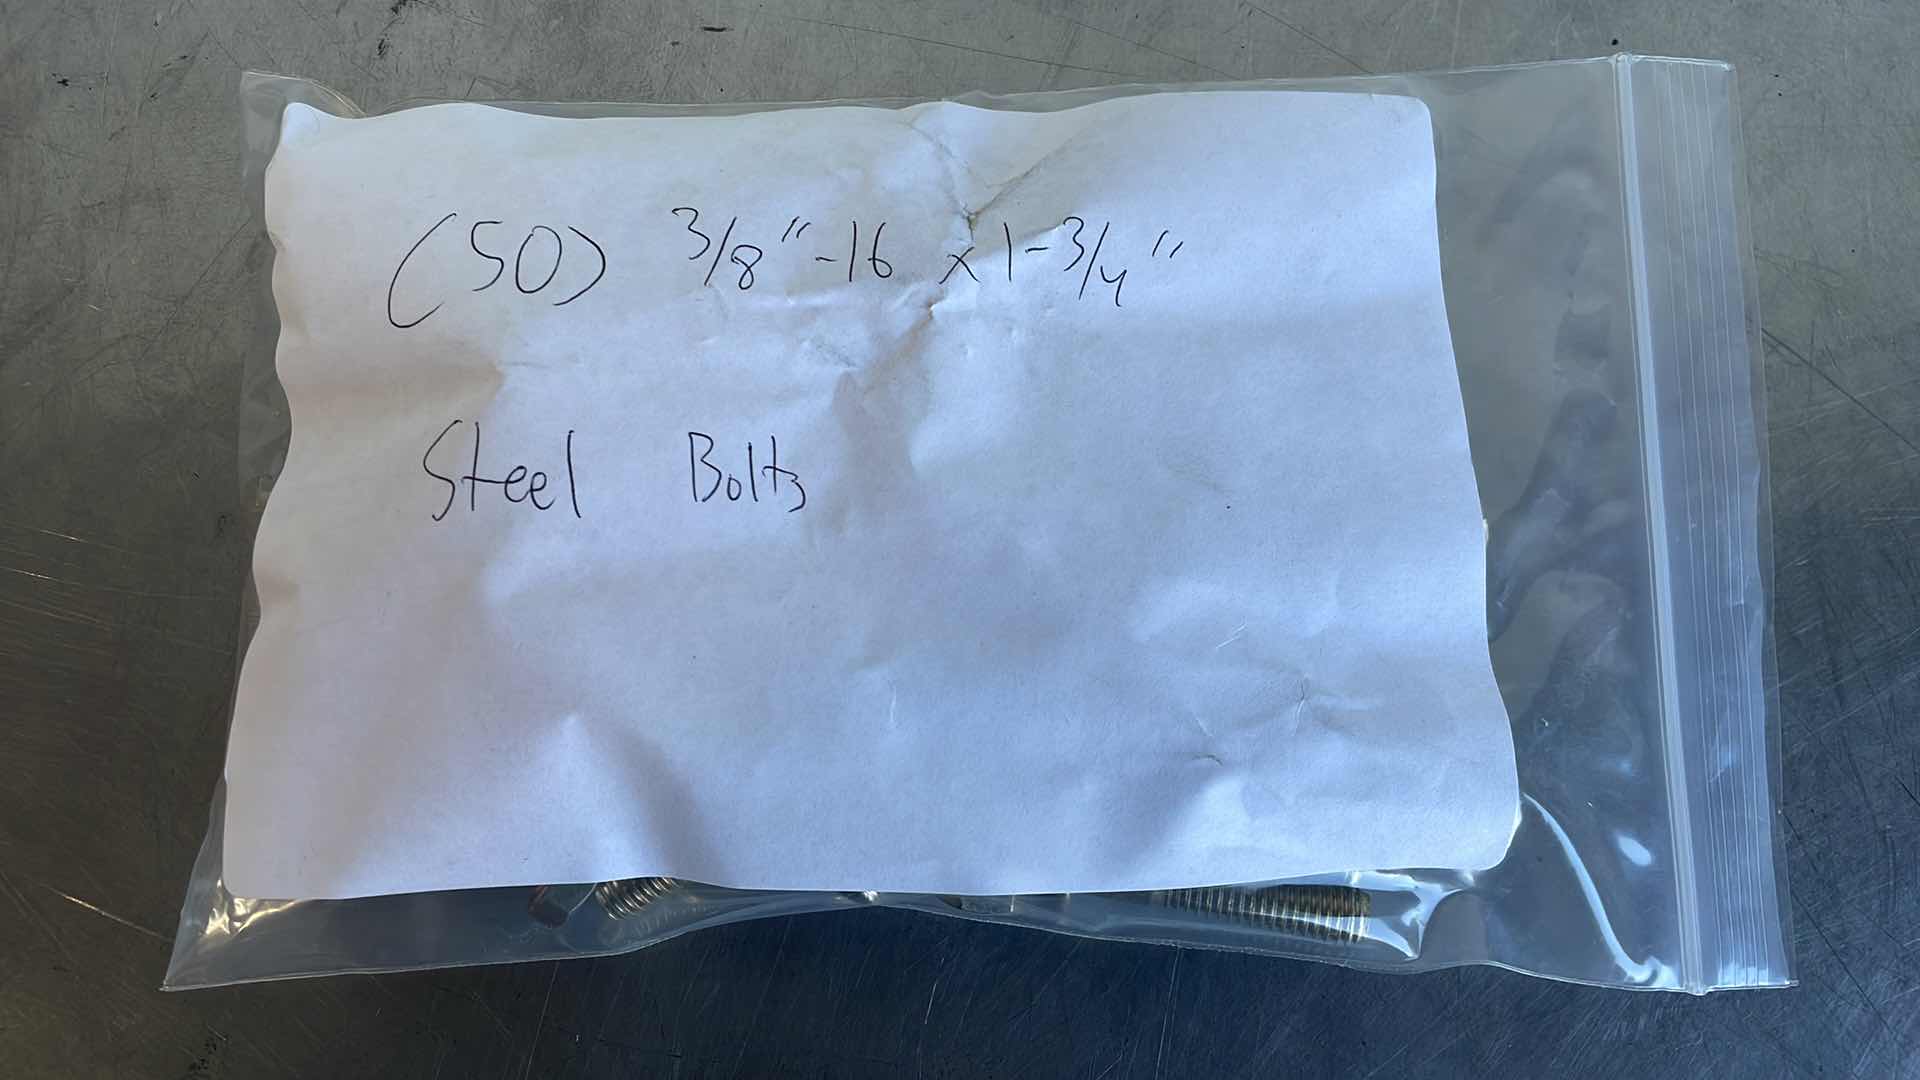 (50) 3/8"-16 x 1-3/4"
Steel Bolts